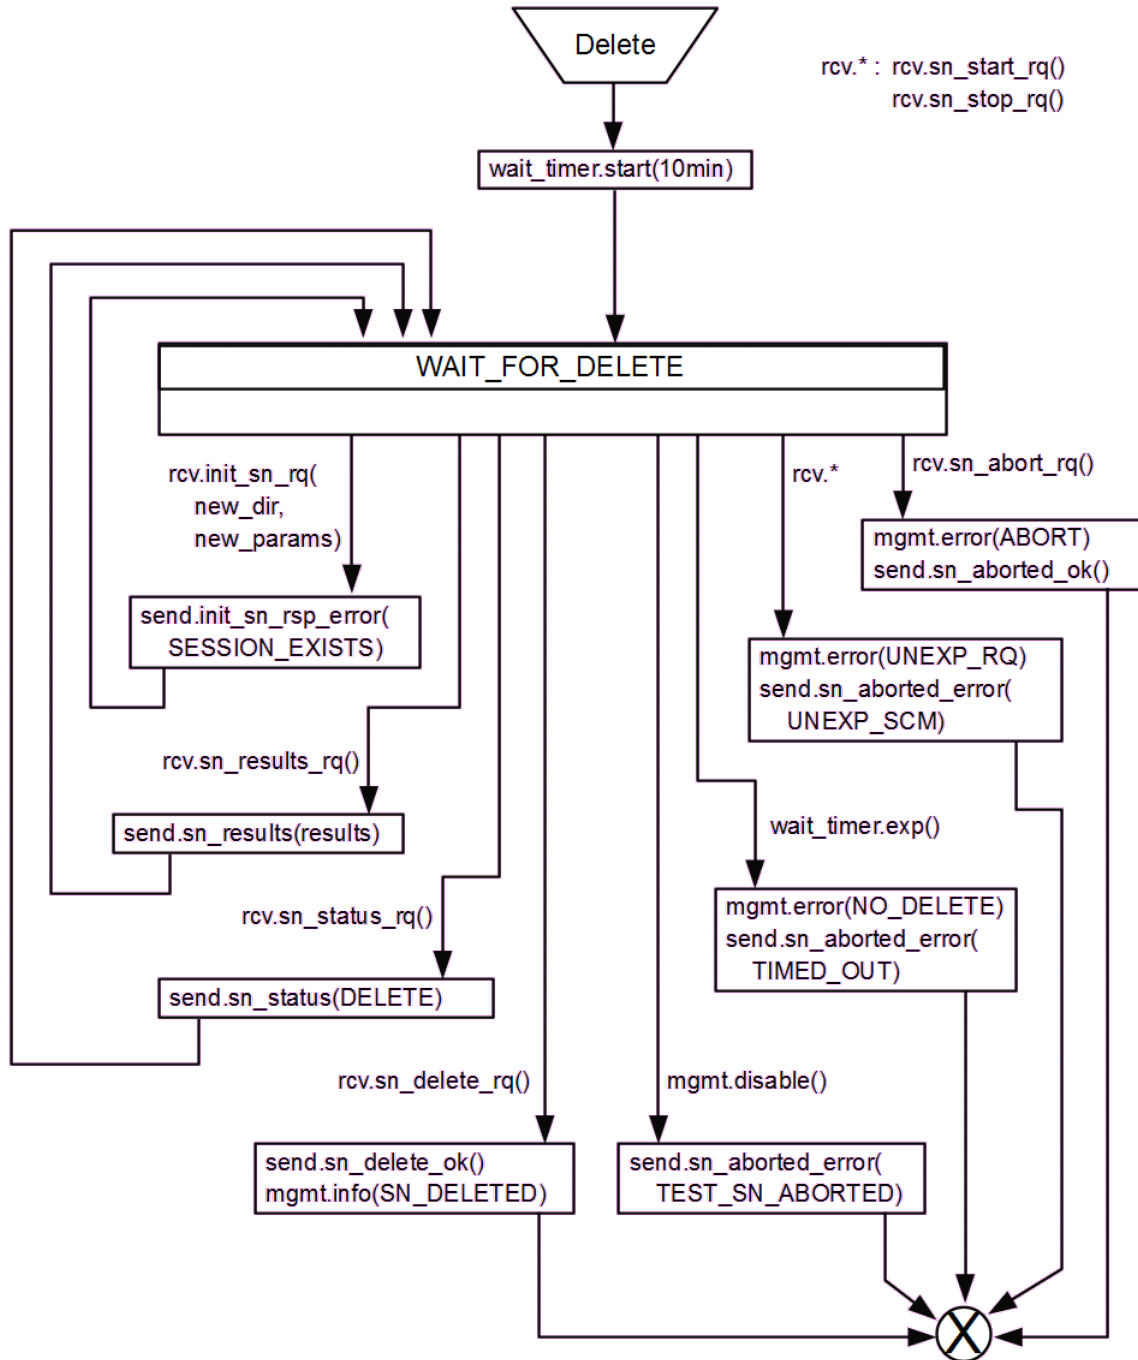 Delete
rcv.* : rcv.sn_start_rq()
rcv.sn_stop_rq()
wait_timer.start(10min)
WAIT_FOR_DELETE
rcv.init_sn_rq(
new_dir,
new_params)
rcv.*
rcv.sn_abort_rq()
mgmt.error(ABORT)
send.sn_aborted_ok()
send.init_sn_rsp_error(
SESSION_EXISTS)
mgmt.error(UNEXP_RQ)
send.sn_aborted_error(
UNEXP_SCM)
rcv.sn_results_rq()
send.sn_results(results)
wait_timer.exp()
rcv.sn_status_rq()
mgmt.error(NO_DELETE)
send.sn_aborted_error(
TIMED_OUT)
send.sn_status(DELETE)
rcv.sn_delete_rq()
mgmt.disable()
send.sn_delete_ok()
mgmt.info(SN_DELETED)
send.sn_aborted_error(
TEST_SN_ABORTED)
X